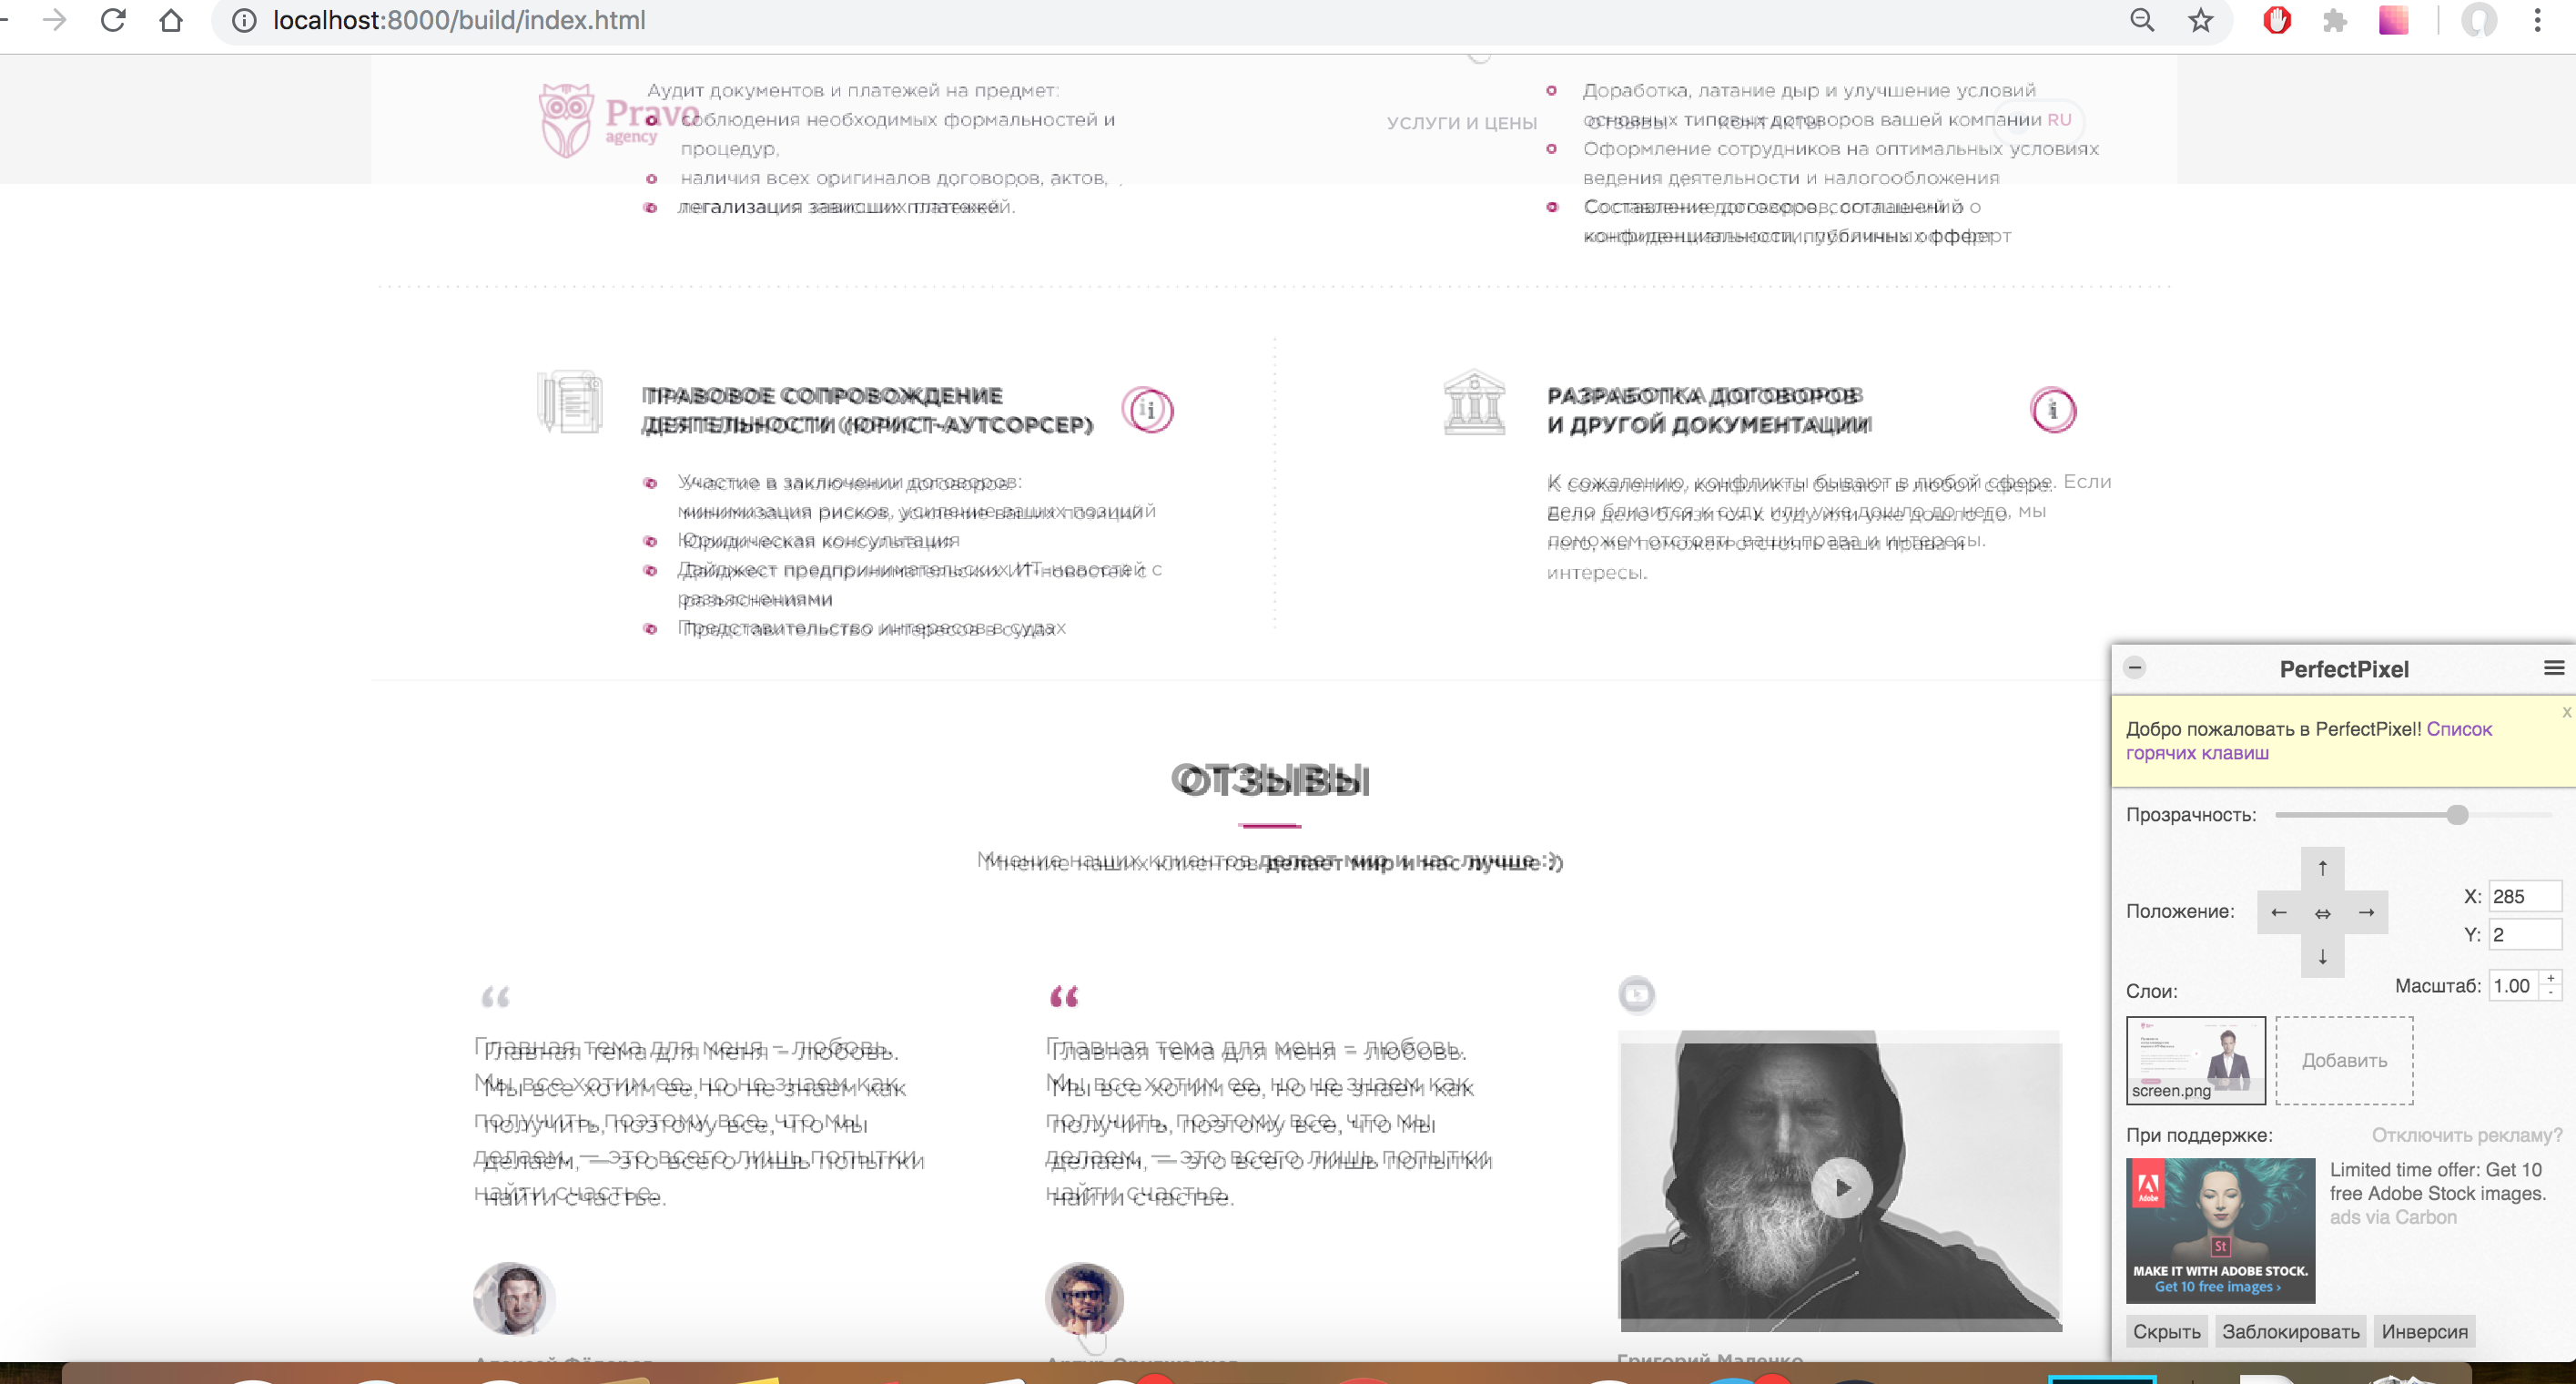 localhost:8000/build/index.html
Pravo
agency
УСЛУГИ И ЦЕНЫ
ОТЗЫВЫ
КОНТАКТЫ
RU
Аудит документов и платежей на предмет:
соблюдения необходимых формальностей и
процедур,
наличия всех оригиналов договоров, актов,
легализация зависших платежей.
Доработка, латание дыр и улучшение условий
основных типовых договоров вашей компании
Оформление сотрудников на оптимальных условиях
ведения деятельности и налогообложения
Составление договоров, соглашений о
конфиденциальности, публичных оферт
ПРАВОВОЕ СОПРОВОЖДЕНИЕ
ДЕЯТЕЛЬНОСТИ (ЮРИСТ-АУТСОРСЕР)
i
Участие в заключении договоров:
минимизация рисков, усиление ваших позиций
Юридическая консультация
Дайджест предпринимательских ИТ-новостей с
разъяснениями
Представительство интересов в судах
РАЗРАБОТКА ДОГОВОРОВ
И ДРУГОЙ ДОКУМЕНТАЦИИ
i
К сожалению, конфликты бывают в любой сфере. Если
дело близится к суду или уже дошло до него, мы
поможем отстоять ваши права и интересы.
интересы.
ОТЗЫВЫ
Мнение наших клиентов делает мир и нас лучше :)
“
Главная тема для меня – любовь.
Мы все хотим ее, но не знаем как
получить, поэтому все, что мы
делаем, — это всего лишь попытки
найти счастье.
“
Главная тема для меня – любовь.
Мы все хотим ее, но не знаем как
получить, поэтому все, что мы
делаем, — это всего лишь попытки
найти счастье.
Григорий Маленко
PerfectPixel
x
Добро пожаловать в PerfectPixel! Список
горячих клавиш
Прозрачность:
Положение:
X: 285
Y: 2
Масштаб: 1.00
+
-
Слои:
screen.png
Добавить
При поддержке:
Отключить рекламу?
Adobe
St
MAKE IT WITH ADOBE STOCK.
Get 10 free images ›
Limited time offer: Get 10
free Adobe Stock images.
ads via Carbon
Скрыть
Заблокировать
Инверсия